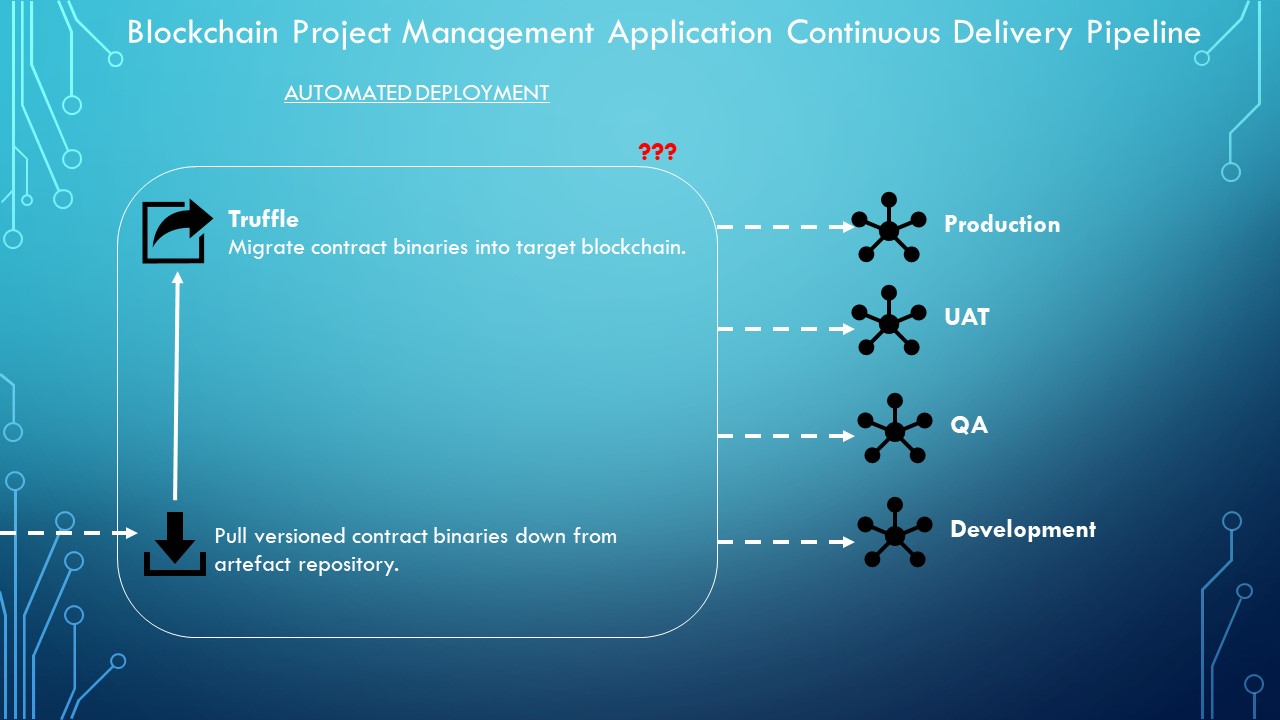 Blockchain Project Management Application Continuous Delivery Pipeline
AUTOMATED DEPLOYMENT
???
Truffle
Migrate contract binaries into target blockchain.
Production
UAT
QA
Development
Pull versioned contract binaries down from
artefact repository.